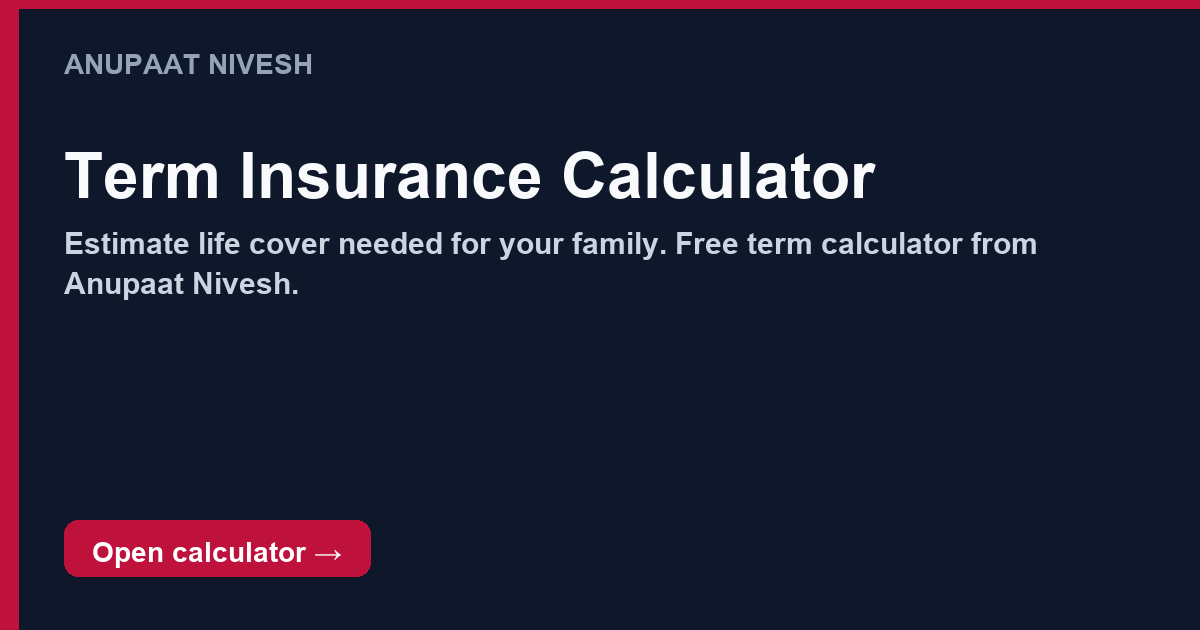 ANUPAAT NIVESH
Term Insurance Calculator
Estimate life cover needed for your family. Free term calculator from
Anupaat Nivesh.
Open calculator →